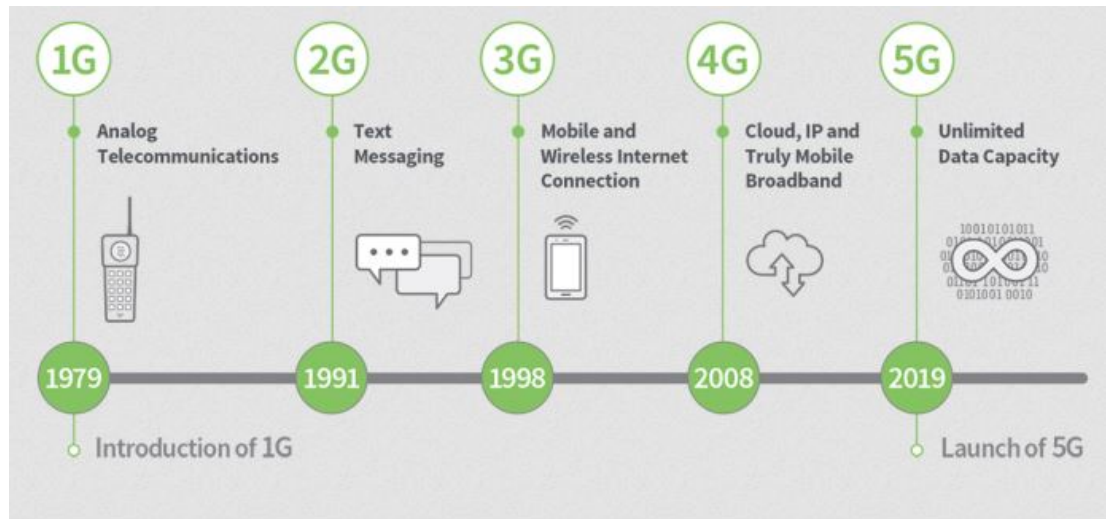 1G
2G
3G
4G
5G
Analog
Telecommunications
Text
Messaging
Mobile and
Wireless Internet
Connection
Cloud, IP and
Truly Mobile
Broadband
Unlimited
Data Capacity
10010101011
1979
1991
1998
2008
2019
Introduction of 1G
Launch of 5G